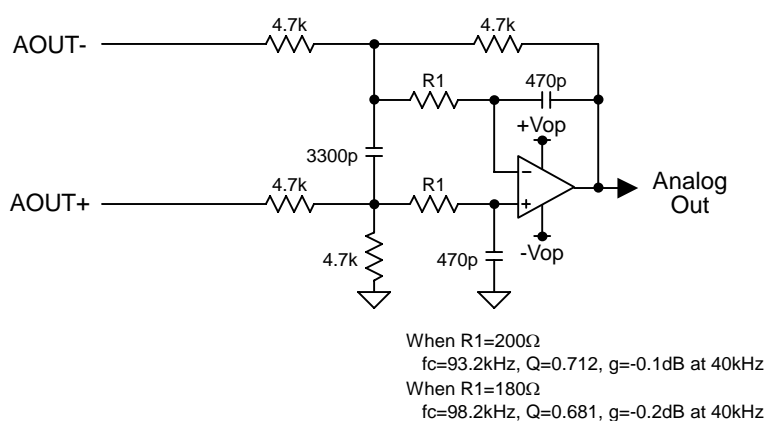 4.7k
4.7k
AOUT-
R1
470p
+Vop
3300p
4.7k
R1
−
+
Analog
Out
AOUT+
4.7k
470p
-Vop
When R1=200Ω
fc=93.2kHz, Q=0.712, g=-0.1dB at 40kHz
When R1=180Ω
fc=98.2kHz, Q=0.681, g=-0.2dB at 40kHz